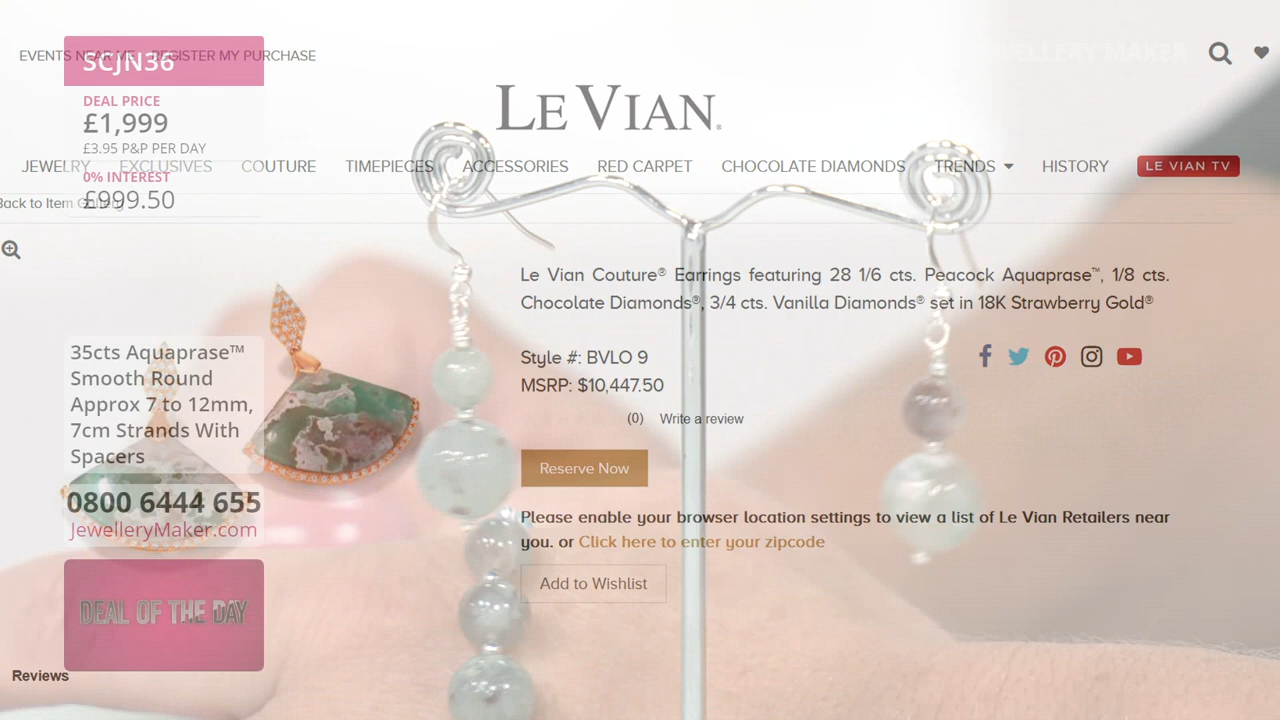 EVENTS NEAR ME
REGISTER MY PURCHASE
SCJN36
JEWELLERY MAKER
DEAL PRICE
£1,999
£3.95 P&P PER DAY
0% INTEREST
£999.50
LE VIAN®
JEWELRY EXCLUSIVES COUTURE TIMEPIECES ACCESSORIES RED CARPET CHOCOLATE DIAMONDS TRENDS HISTORY LE VIAN TV
Back to Item
Le Vian Couture® Earrings featuring 28 1/6 cts. Peacock Aquaprase™, 1/8 cts.
Chocolate Diamonds®, 3/4 cts. Vanilla Diamonds® set in 18K Strawberry Gold®
Style #: BVLO 9
MSRP: $10,447.50
(0) Write a review
Reserve Now
Please enable your browser location settings to view a list of Le Vian Retailers near
you. or Click here to enter your zipcode
Add to Wishlist
35cts Aquaprase™
Smooth Round
Approx 7 to 12mm,
7cm Strands With
Spacers
0800 6444 655
JewelleryMaker.com
DEAL OF THE DAY
Reviews